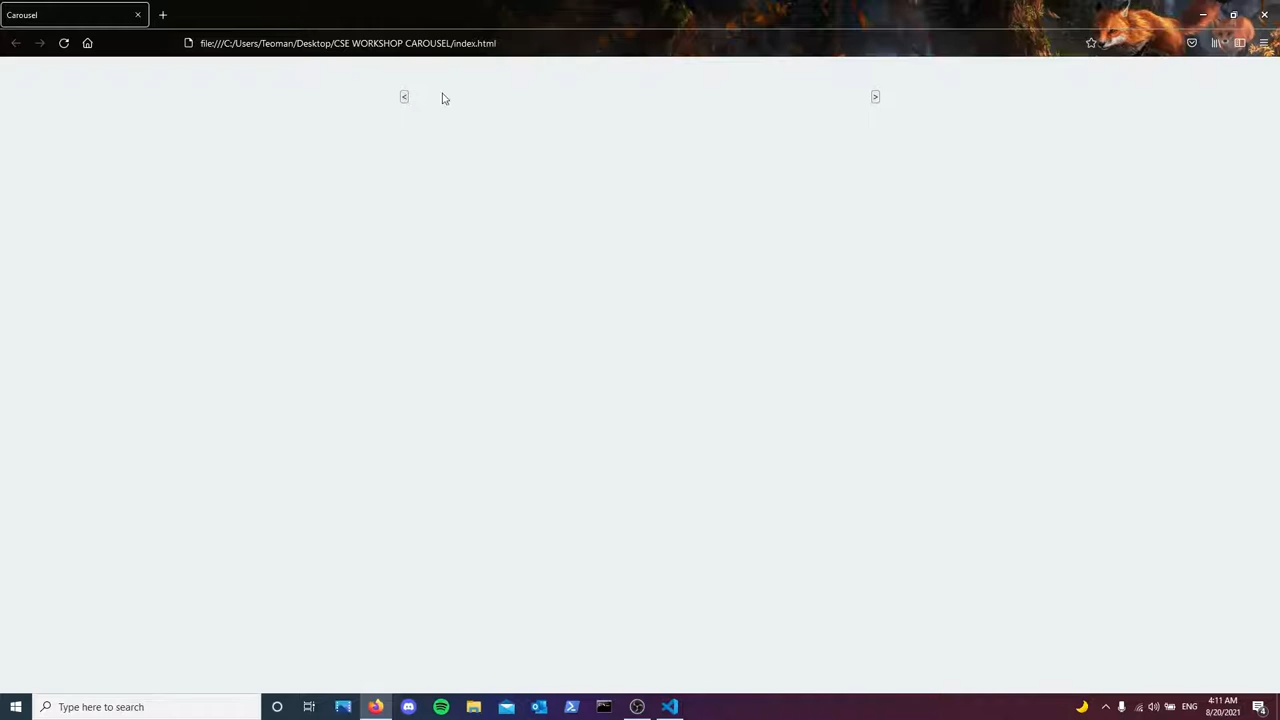 Carousel
file:///C:/Users/Teoman/Desktop/CSE WORKSHOP CAROUSEL/index.html
< >
Type here to search
ENG
4:11 AM
8/20/2021
4